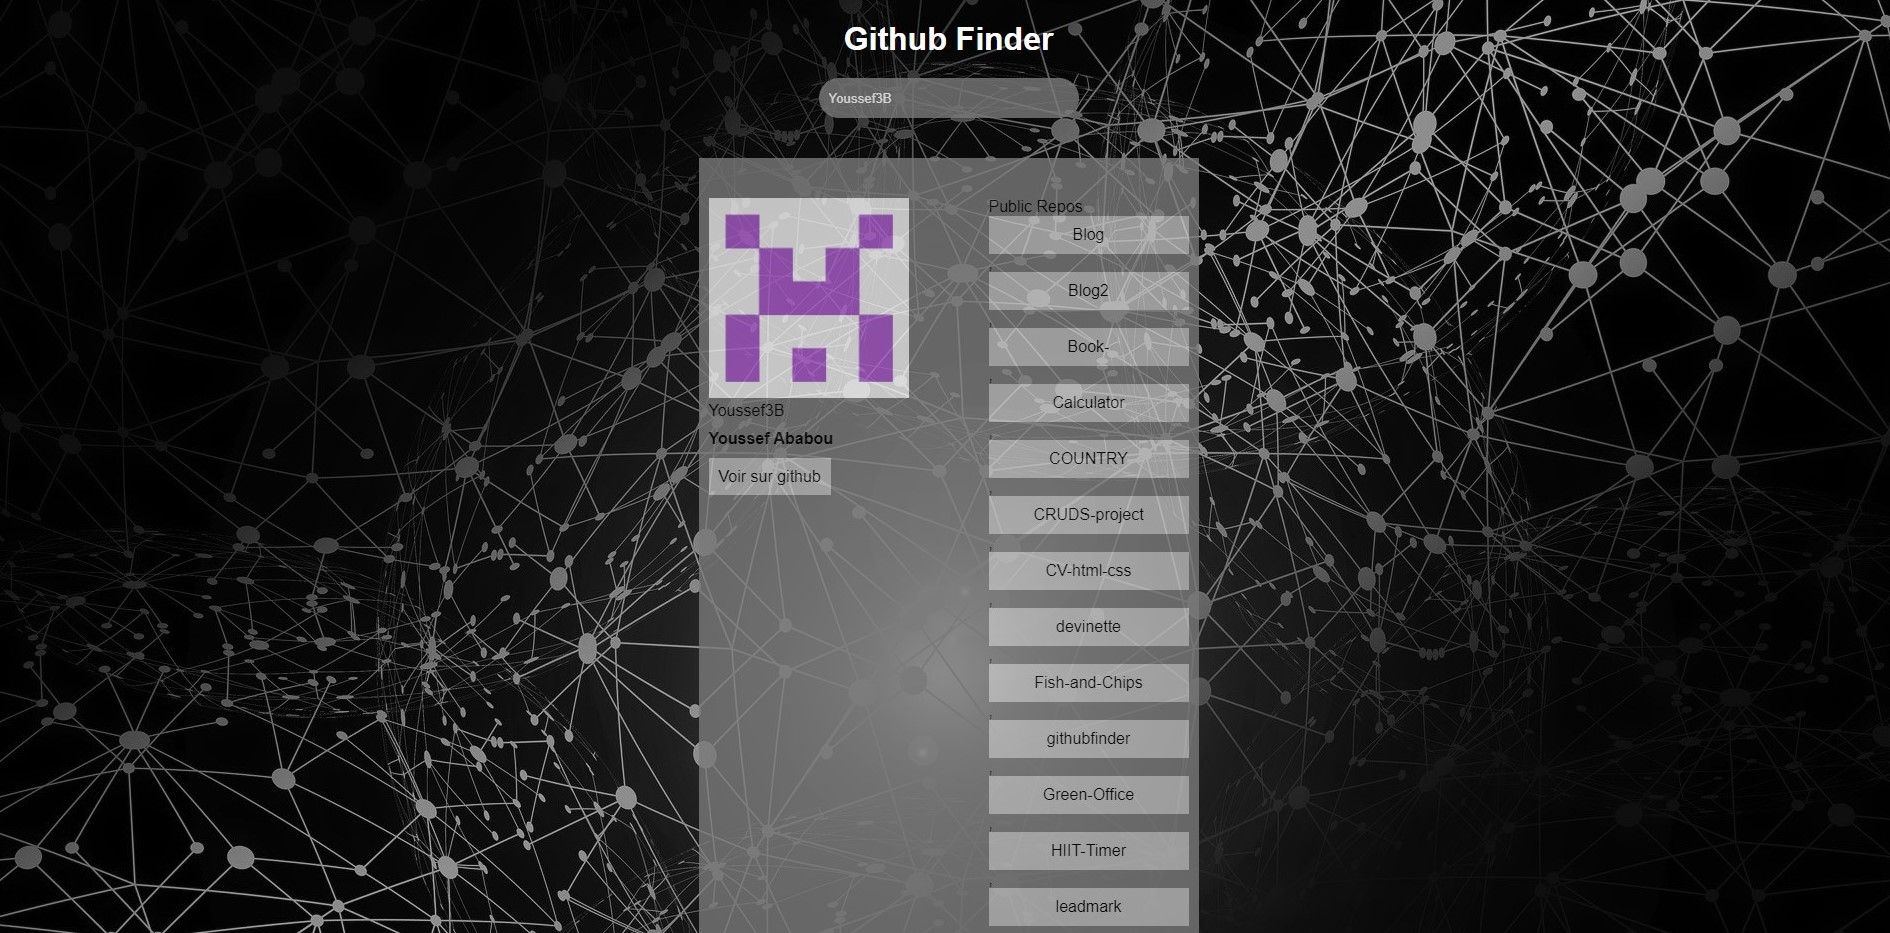 Github Finder
Youssef3B
Youssef3B
Youssef Ababou
Voir sur github
Public Repos
Blog
Blog2
Book-
Calculator
COUNTRY
CRUDS-project
CV-html-css
devinette
Fish-and-Chips
githubfinder
Green-Office
HIIT-Timer
leadmark